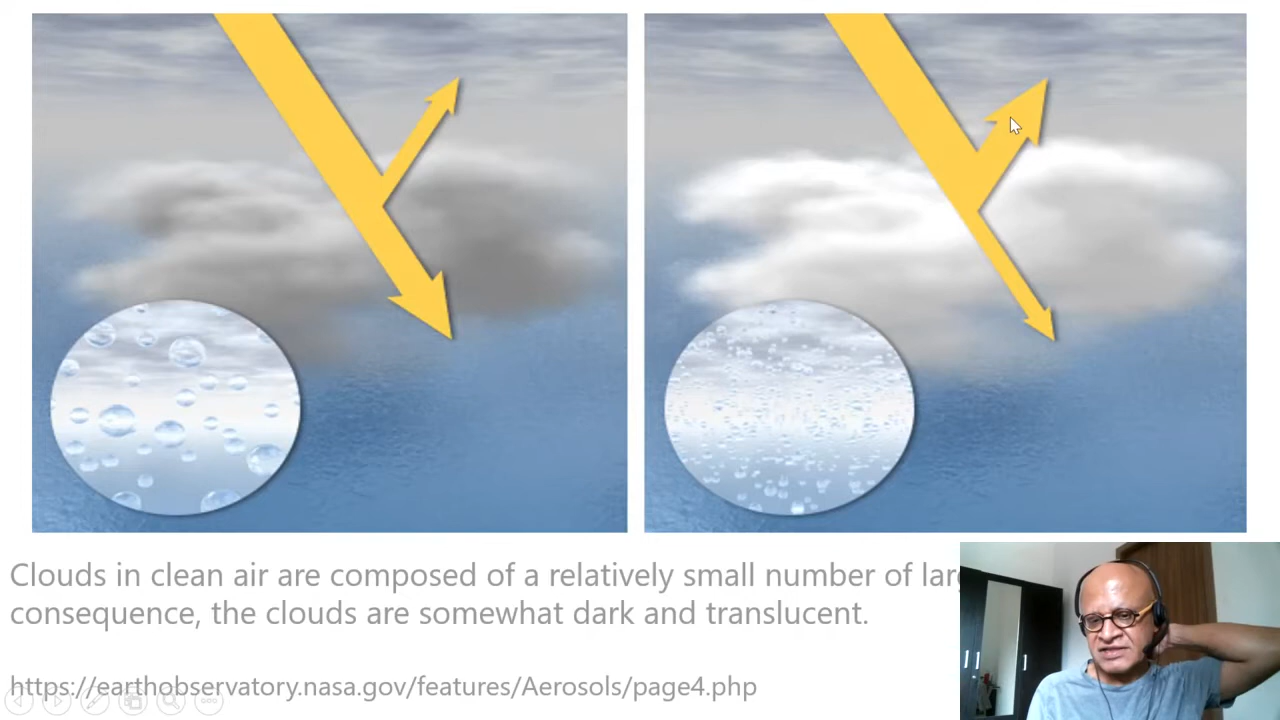 Clouds in clean air are composed of a relatively small number of
consequence, the clouds are somewhat dark and translucent.
https://earthobservatory.nasa.gov/features/Aerosols/page4.php